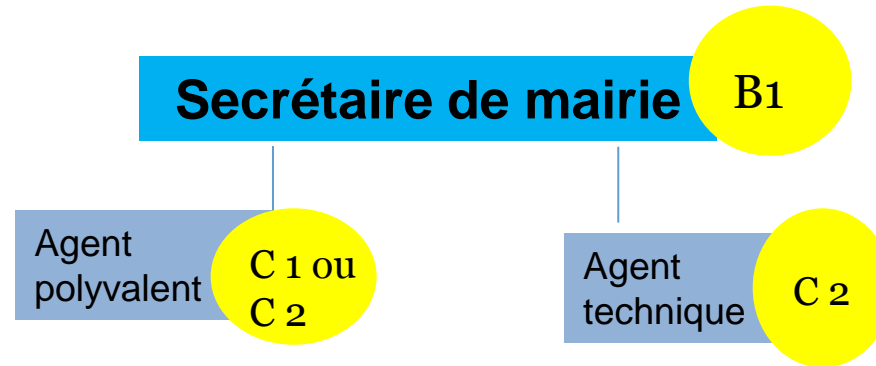 Secrétaire de mairie
B1
Agent
polyvalent
C 1 ou
C 2
Agent
technique
C 2